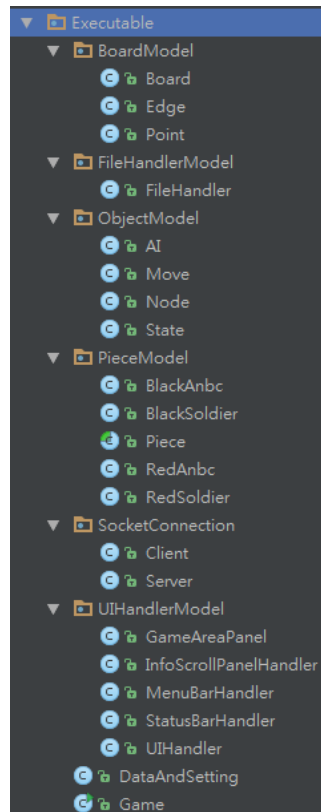 Executable
BoardModel
Board
Edge
Point
FileHandlerModel
FileHandler
ObjectModel
AI
Move
Node
State
PieceModel
BlackAnbc
BlackSoldier
Piece
RedAnbc
RedSoldier
SocketConnection
Client
Server
UIHandlerModel
GameAreaPanel
InfoScrollPanelHandler
MenuBarHandler
StatusBarHandler
UIHandler
DataAndSetting
Game